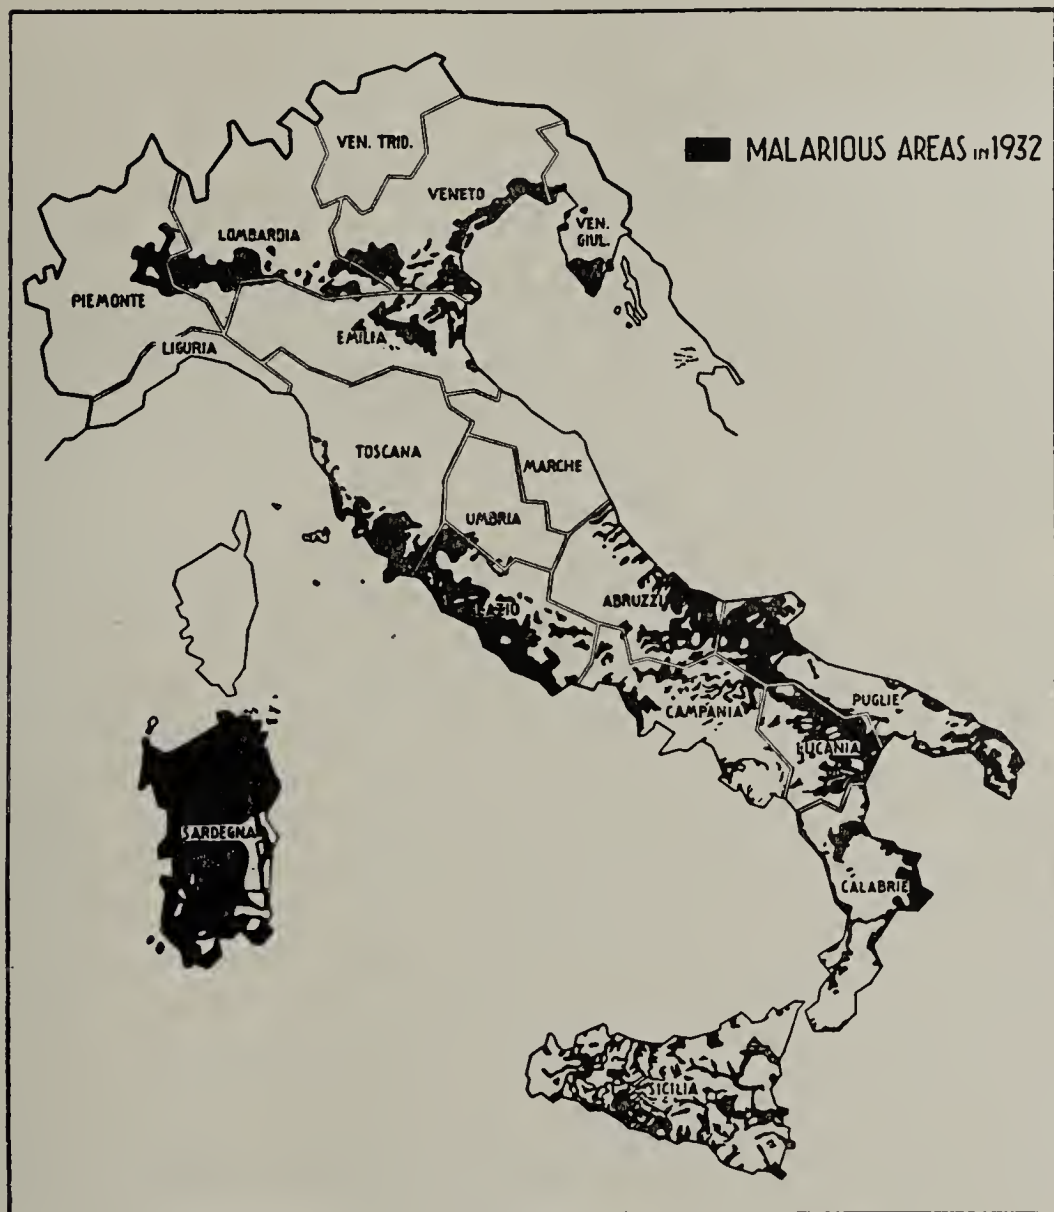 VEN. TRID.
MALARIOUS AREAS in 1932
VENETO
VEN.
GIUL.
LOMBARDIA
PIEMONTE
EMILIA
LIGURIA
TOSCANA
MARCHE
UMBRIA
LAZIO
ABRUZZI
CAMPANIA
PUGLIE
LUCANIA
SARDEGNA
CALABRIE
SICILIA